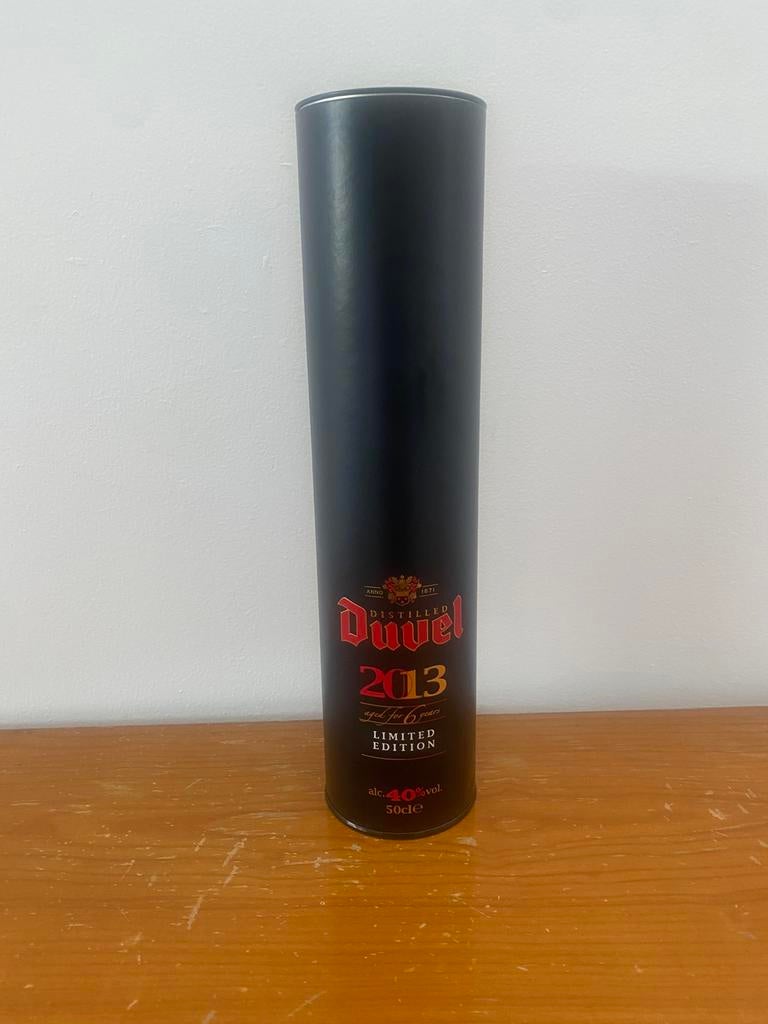 ANNO 1871
DISTILLED
Duvel
2013
aged for 6 years
LIMITED
EDITION
alc. 40% vol.
50cl e